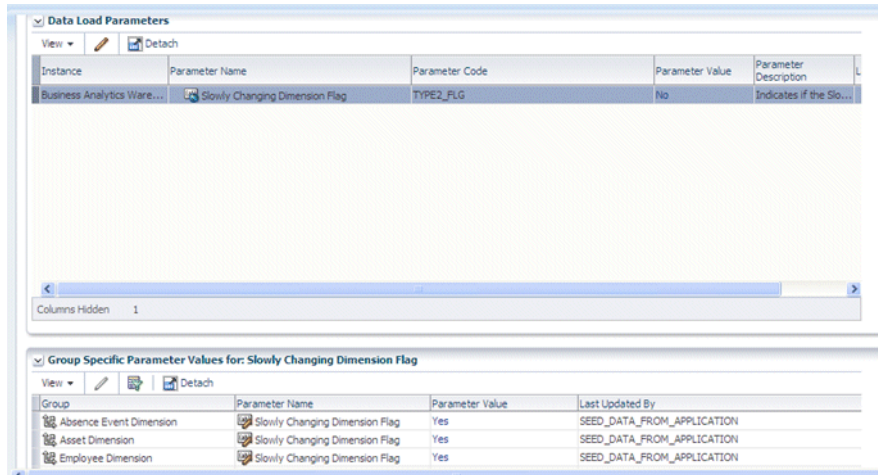 Data Load Parameters
View Detach
Instance Parameter Name Parameter Code Parameter Value Parameter Description L
Business Analytics Ware... Slowly Changing Dimension Flag TYPE2_FLG No Indicates if the Slo...
Columns Hidden 1
Group Specific Parameter Values for: Slowly Changing Dimension Flag
View Detach
Group Parameter Name Parameter Value Last Updated By
Absence Event Dimension Slowly Changing Dimension Flag Yes SEED_DATA_FROM_APPLICATION
Asset Dimension Slowly Changing Dimension Flag Yes SEED_DATA_FROM_APPLICATION
Employee Dimension Slowly Changing Dimension Flag Yes SEED_DATA_FROM_APPLICATION